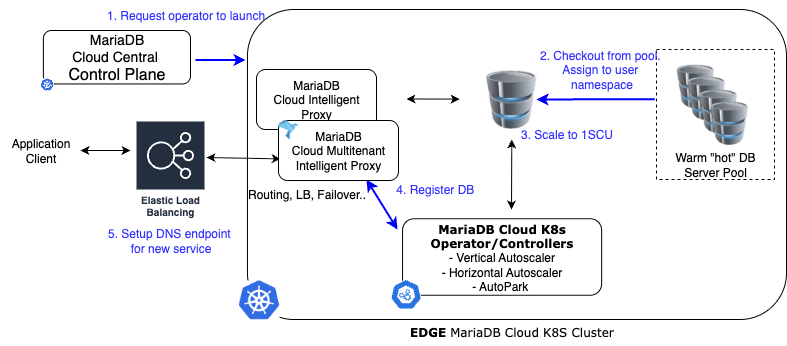 1. Request operator to launch
MariaDB
Cloud Central
Control Plane
MariaDB
Cloud Intelligent
Proxy
MariaDB
Cloud Multitenant
Intelligent Proxy
Routing, LB, Failover..
2. Checkout from pool.
Assign to user
namespace
3. Scale to 1SCU
Warm "hot" DB
Server Pool
Application
Client
Elastic Load
Balancing
4. Register DB
5. Setup DNS endpoint
for new service
MariaDB Cloud K8s
Operator/Controllers
- Vertical Autoscaler
- Horizontal Autoscaler
- AutoPark
EDGE MariaDB Cloud K8S Cluster